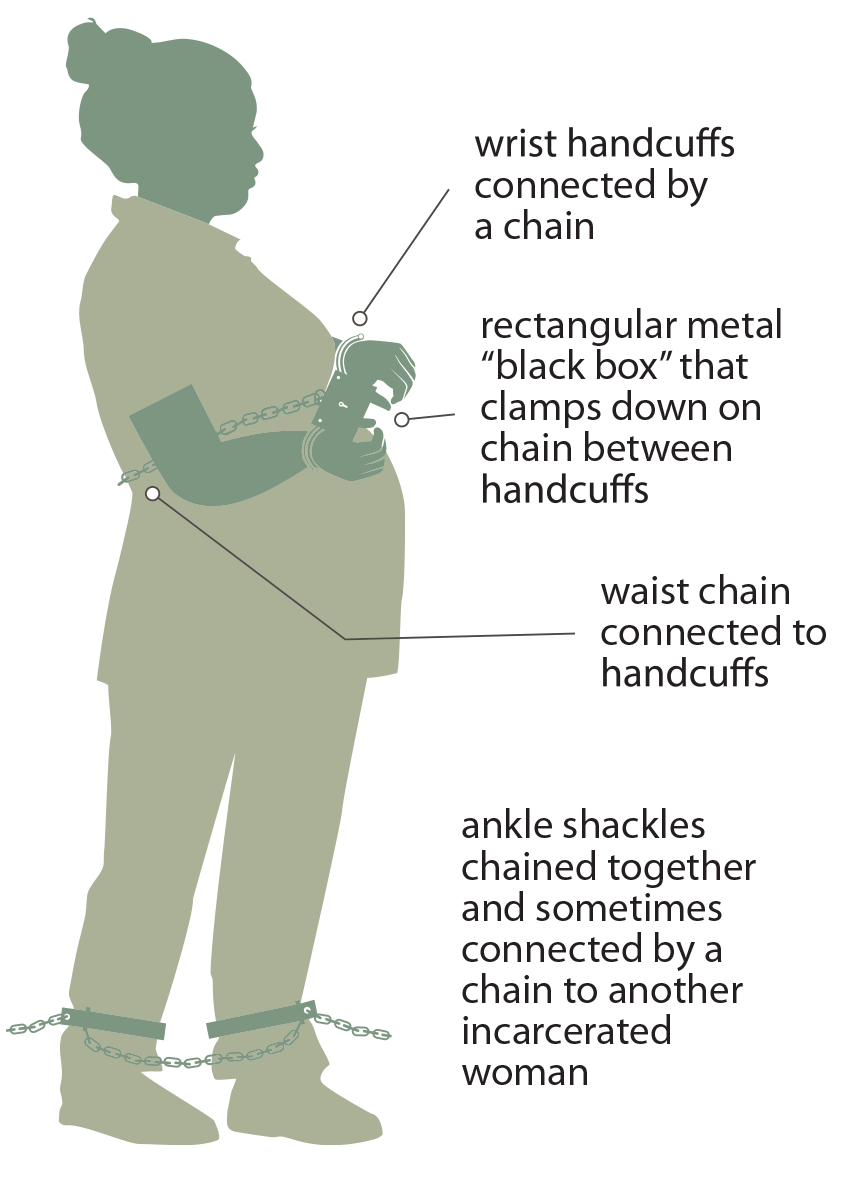 wrist handcuffs
connected by
a chain
rectangular metal
“black box” that
clamps down on
chain between
handcuffs
waist chain
connected to
handcuffs
ankle shackles
chained together
and sometimes
connected by a
chain to another
incarcerated
woman